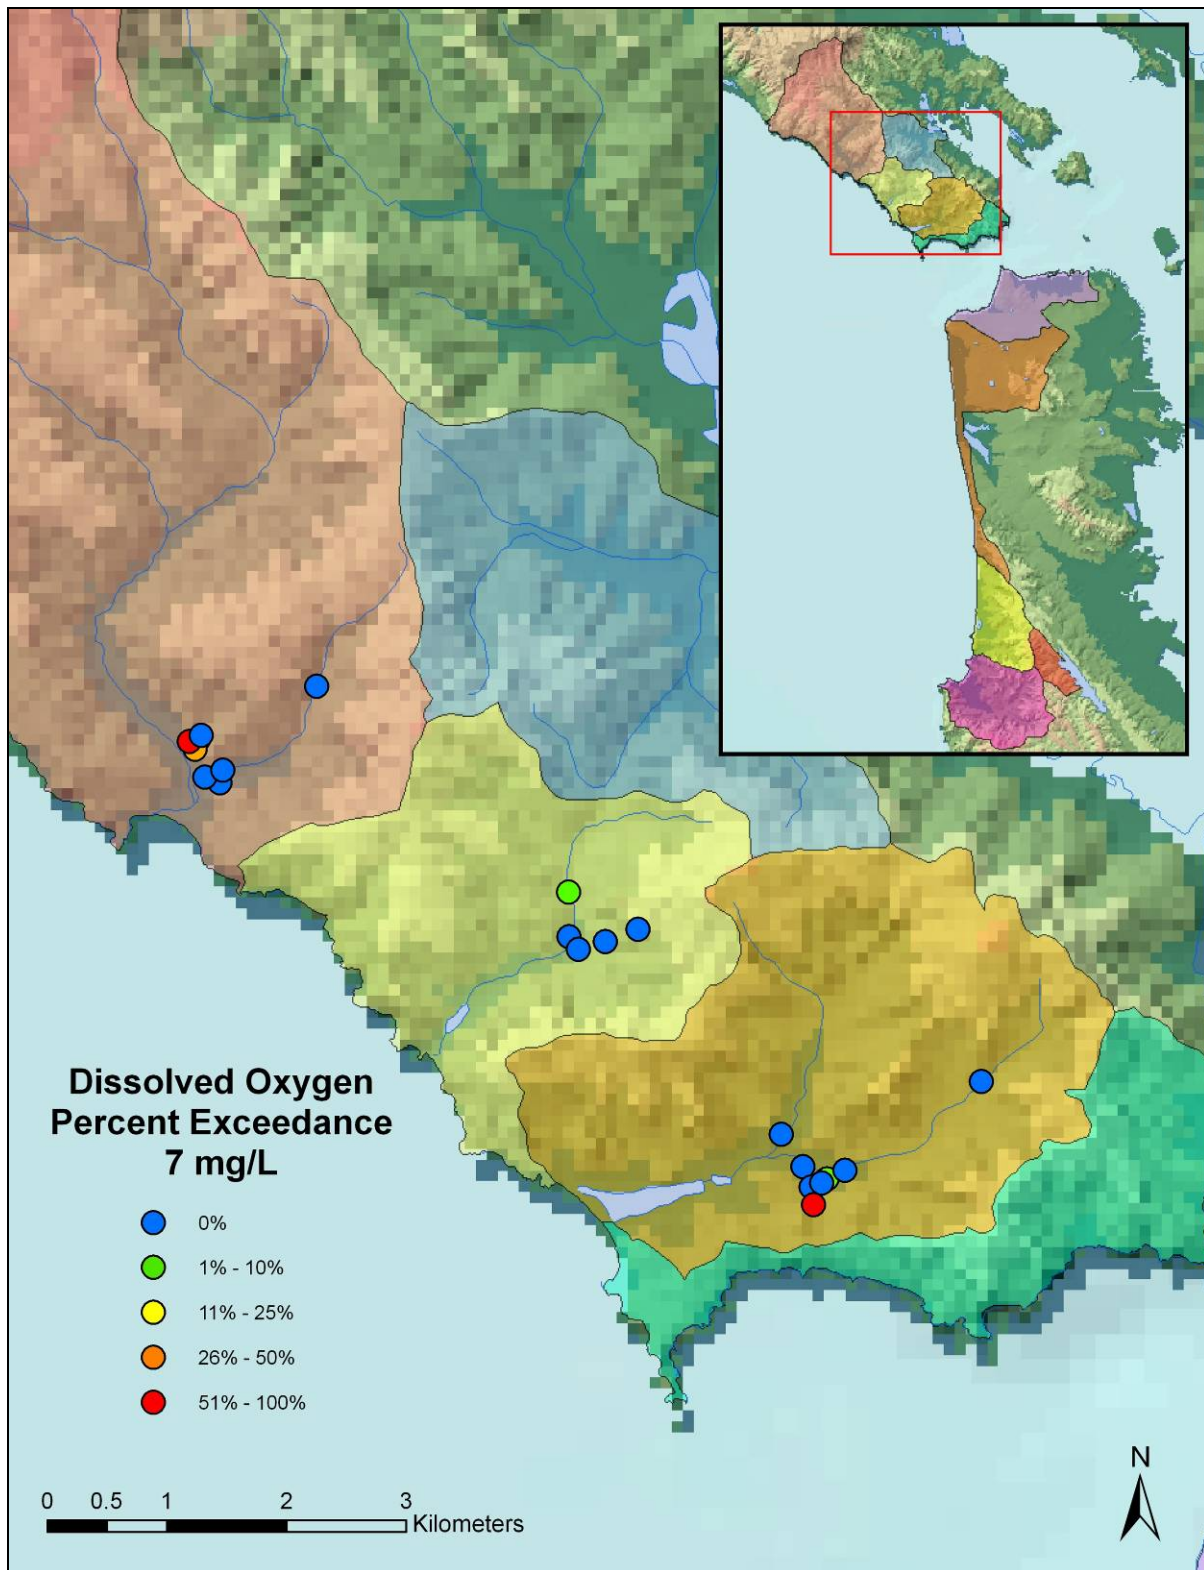 Dissolved Oxygen
Percent Exceedance
7 mg/L
0%
1% - 10%
11% - 25%
26% - 50%
51% - 100%
0 0.5 1 2 3
Kilometers
N